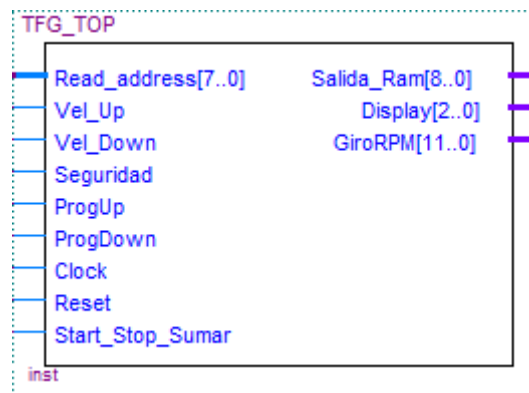 TFG_TOP
Read_address[7..0] Salida_Ram[8..0]
Vel_Up Display[2..0]
Vel_Down GiroRPM[11..0]
Seguridad
ProgUp
ProgDown
Clock
Reset
Start_Stop_Sumar
inst